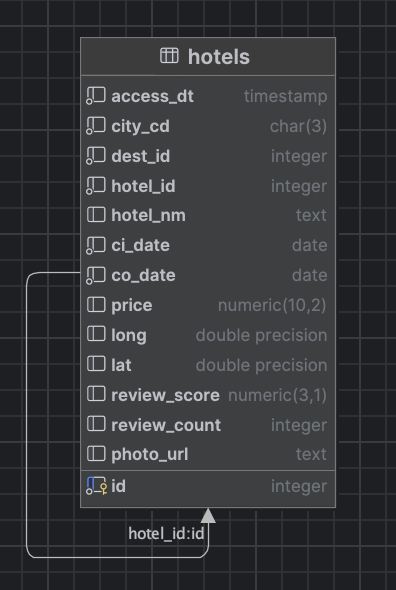 hotels
access_dt timestamp
city_cd char(3)
dest_id integer
hotel_id integer
hotel_nm text
ci_date date
co_date date
price numeric(10,2)
long double precision
lat double precision
review_score numeric(3,1)
review_count integer
photo_url text
id integer
hotel_id:id